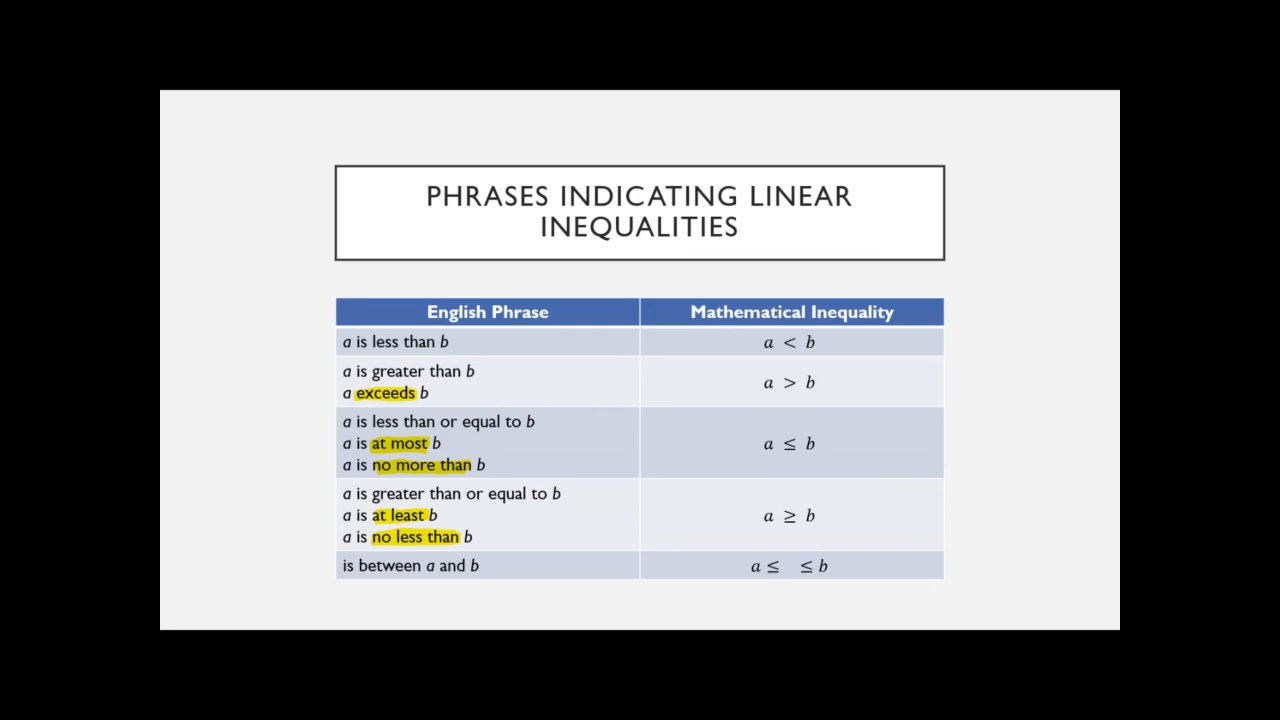 PHRASES INDICATING LINEAR
INEQUALITIES
English Phrase
Mathematical Inequality
a is less than b
a < b
a is greater than b
a exceeds b
a > b
a is less than or equal to b
a is at most b
a is no more than b
a ≤ b
a is greater than or equal to b
a is at least b
a is no less than b
a ≥ b
is between a and b
a ≤ ≤ b